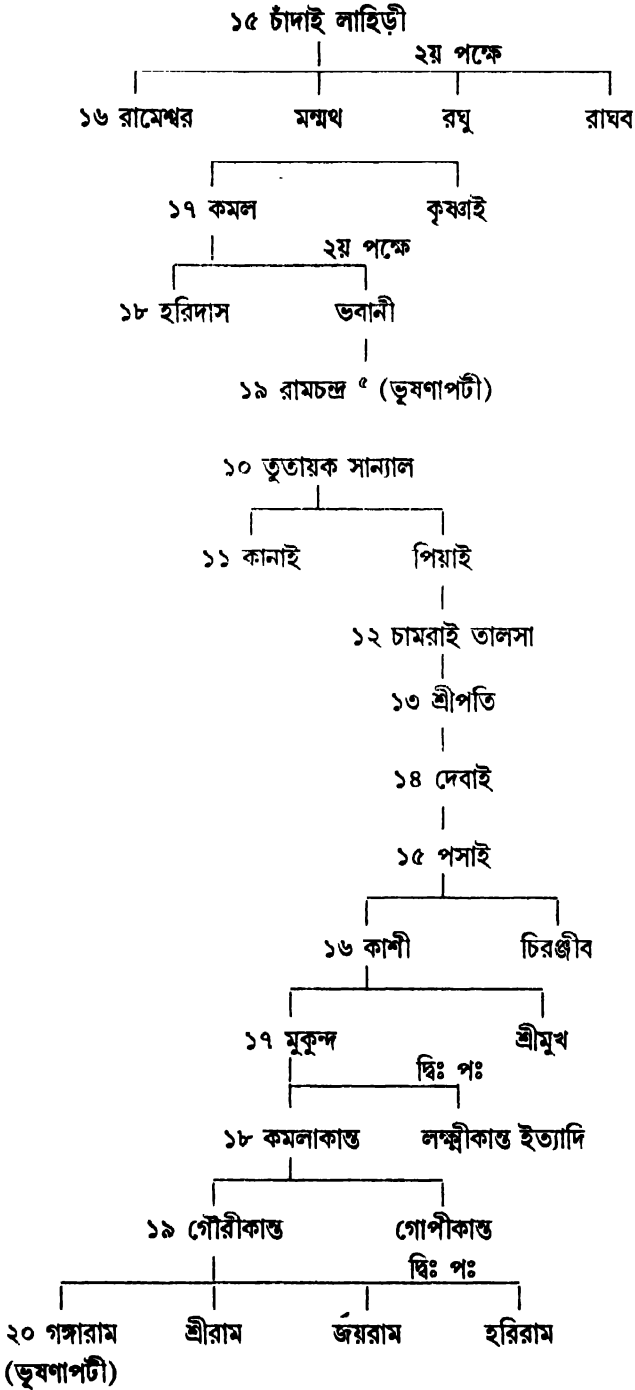 ১৫ চাঁদাই লাহিড়ী
২য় পক্ষে
১৬ রামেশ্বর মন্মথ রঘু রাঘব
১৭ কমল কৃষ্ণাই
২য় পক্ষে
১৮ হরিদাস ভবানী
১৯ রামচন্দ্র ৫ (ভূষণাপটী)
১০ তুতায়ক সান্যাল
১১ কানাই পিয়াই
১২ চামরাই তালসা
১৩ শ্রীপতি
১৪ দেবাই
১৫ পসাই
১৬ কাশী চিরঞ্জীব
১৭ মুকুন্দ শ্রীমুখ
দ্বিঃ পঃ
১৮ কমলাকান্ত লক্ষ্মীকান্ত ইত্যাদি
১৯ গৌরীকান্ত গোপীকান্ত
দ্বিঃ পঃ
২০ গঙ্গারাম শ্রীরাম জয়রাম হরিরাম
(ভূষণাপটী)